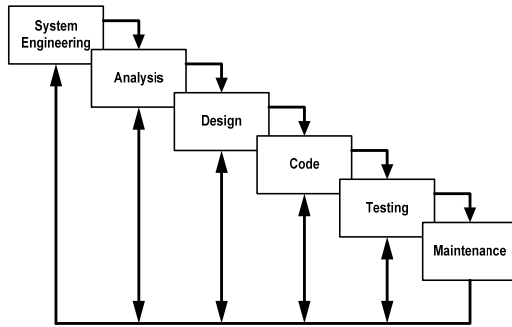 System
Engineering
Analysis
Design
Code
Testing
Maintenance